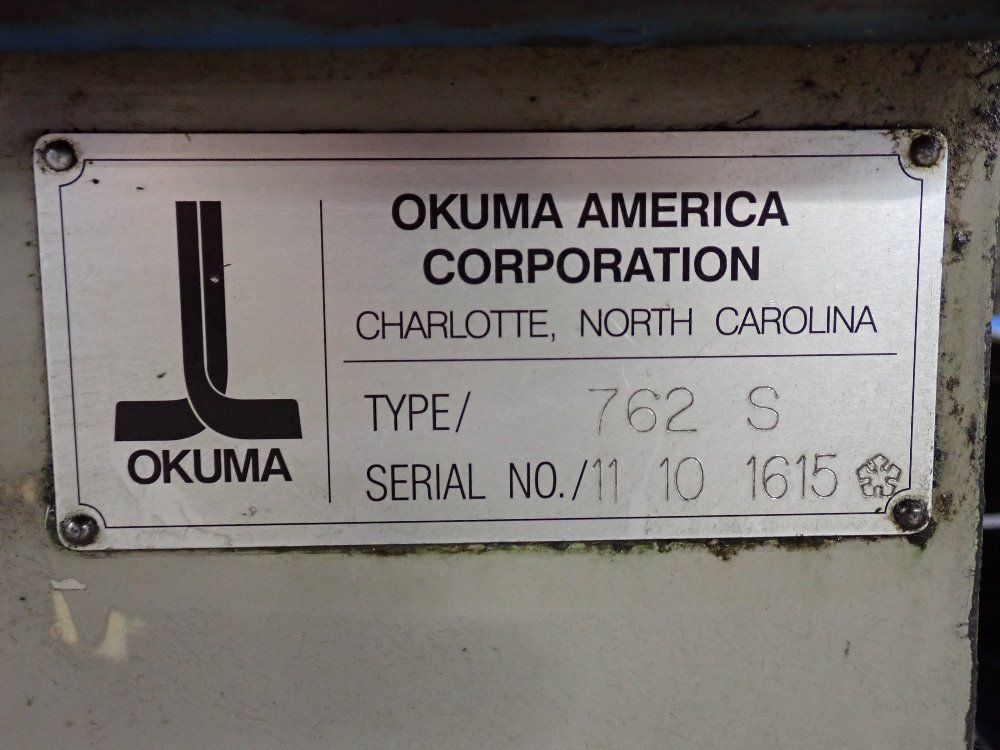 OKUMA
OKUMA AMERICA
CORPORATION
CHARLOTTE, NORTH CAROLINA
TYPE/ 762 S
SERIAL NO./11 10 1615